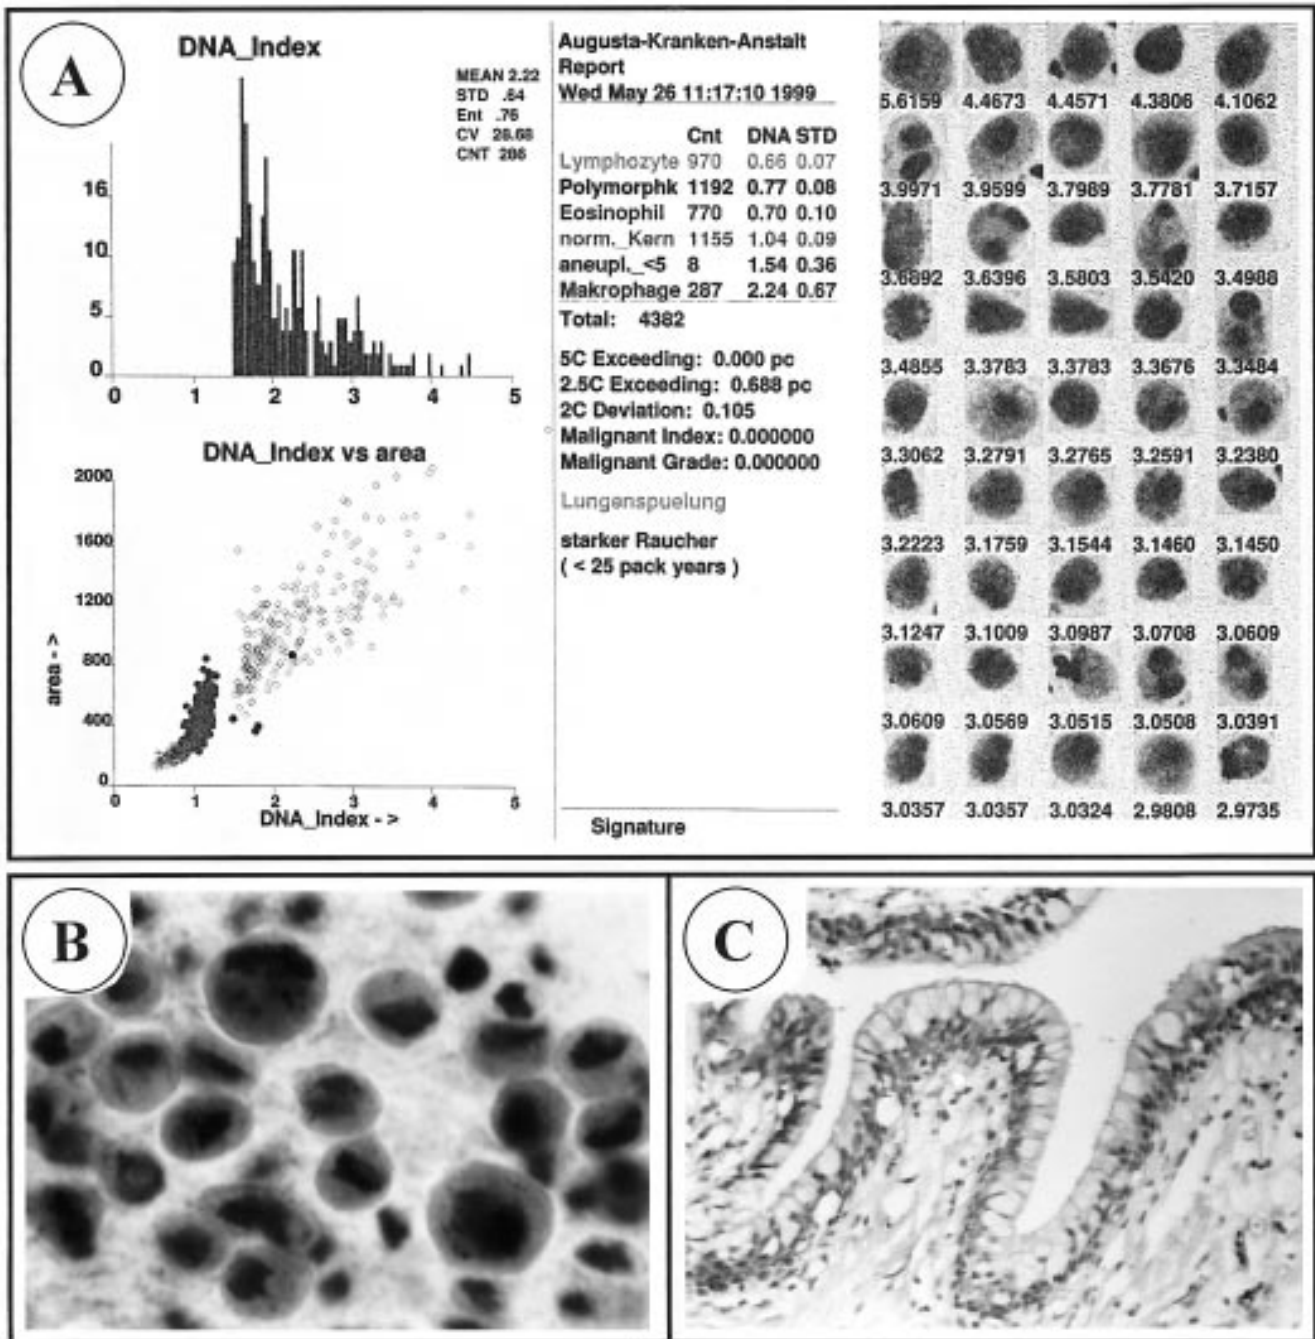 A
DNA_Index
MEAN 2.22
STD .64
Ent .76
CV 28.68
CNT 286
16
10
5
0
0 1 2 3 4 5
DNA_Index vs area
2000
1600
1200
800
400
0
area - >
0 1 2 3 4 5
DNA_Index - >
Augusta-Kranken-Anstalt
Report
Wed May 26 11:17:10 1999
Cnt DNA STD
Lymphozyte 970 0.66 0.07
Polymorphk 1192 0.77 0.08
Eosinophil 770 0.70 0.10
norm._Kern 1155 1.04 0.09
aneupl._<5 8 1.54 0.36
Makrophage 287 2.24 0.67
Total: 4382
5C Exceeding: 0.000 pc
2.5C Exceeding: 0.688 pc
2C Deviation: 0.105
Malignant Index: 0.000000
Malignant Grade: 0.000000
Lungenspuelung
starker Raucher
( < 25 pack years )
Signature
5.6159 4.4673 4.4571 4.3806 4.1062
3.9971 3.9599 3.7989 3.7781 3.7157
3.6892 3.6396 3.5803 3.5420 3.4988
3.4855 3.3783 3.3783 3.3676 3.3484
3.3062 3.2791 3.2765 3.2591 3.2380
3.2223 3.1759 3.1544 3.1460 3.1450
3.1247 3.1009 3.0987 3.0708 3.0609
3.0609 3.0569 3.0515 3.0508 3.0391
3.0357 3.0357 3.0324 2.9808 2.9735
B
C